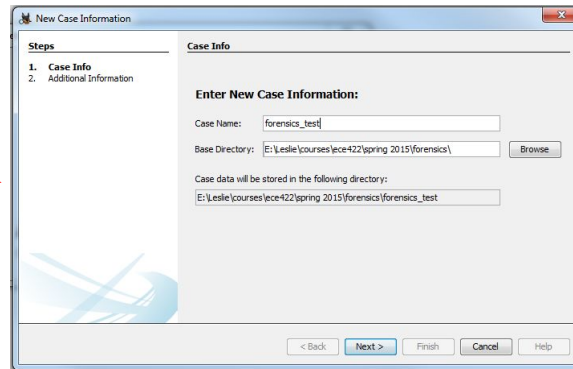 New Case Information
Steps
1. Case Info
2. Additional Information
Case Info
Enter New Case Information:
Case Name: forensics_test
Base Directory: E:\Leslie\courses\ece422\spring 2015\forensics\ Browse
Case data will be stored in the following directory:
E:\Leslie\courses\ece422\spring 2015\forensics\forensics_test
< Back Next > Finish Cancel Help